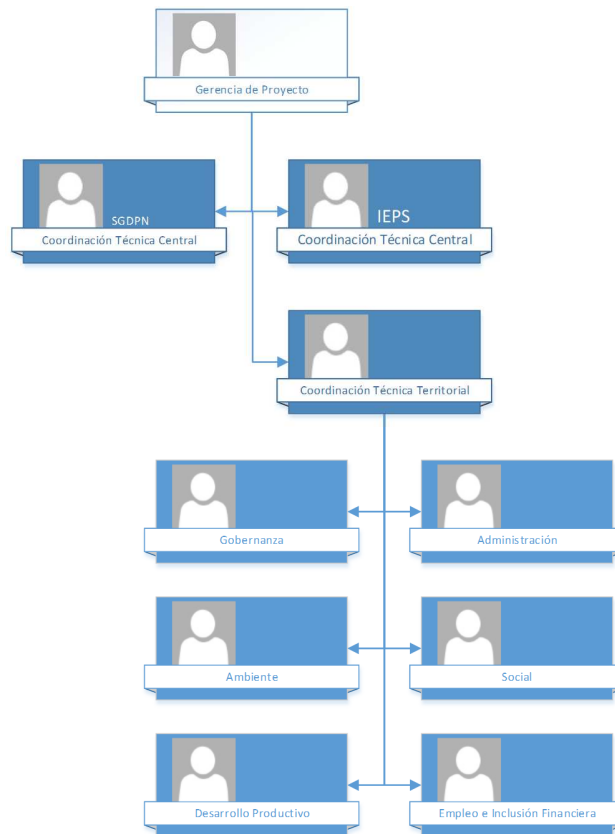 Gerencia de Proyecto
SGDPN
Coordinación Técnica Central
IEPS
Coordinación Técnica Central
Coordinación Técnica Territorial
Gobernanza
Administración
Ambiente
Social
Desarrollo Productivo
Empleo e Inclusión Financiera